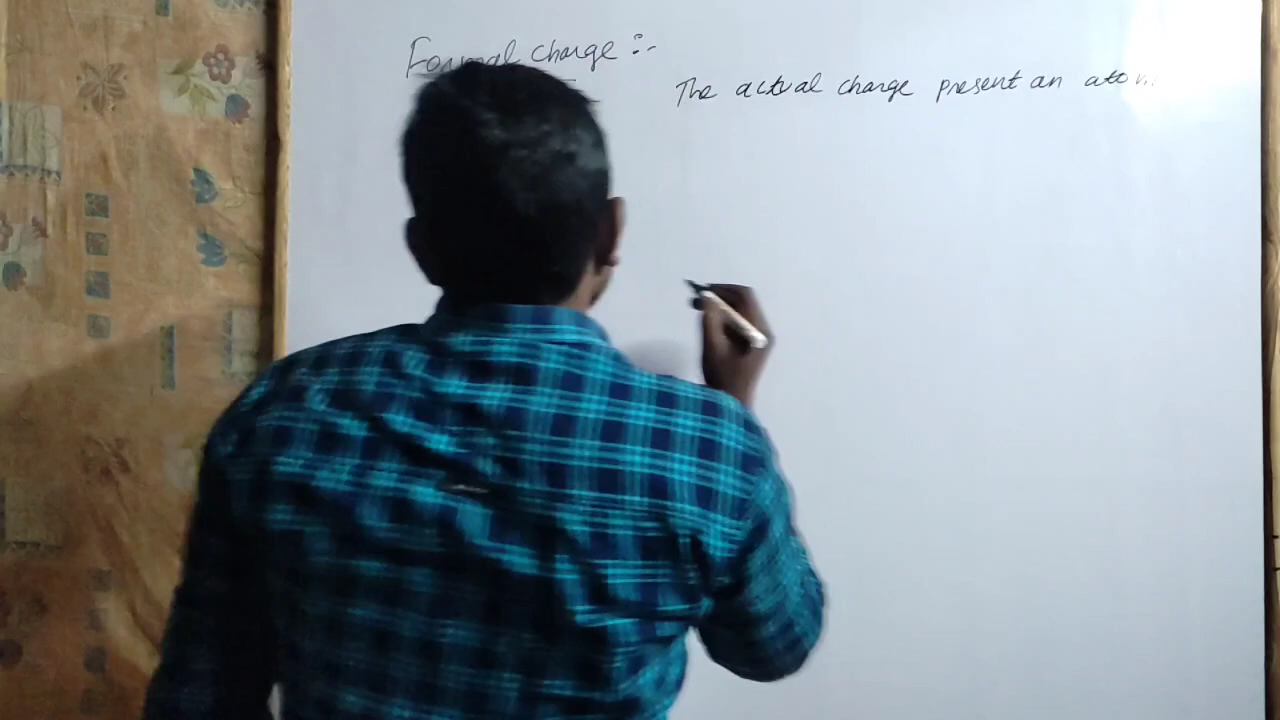 Formal charge :-
The actual charge present an atom